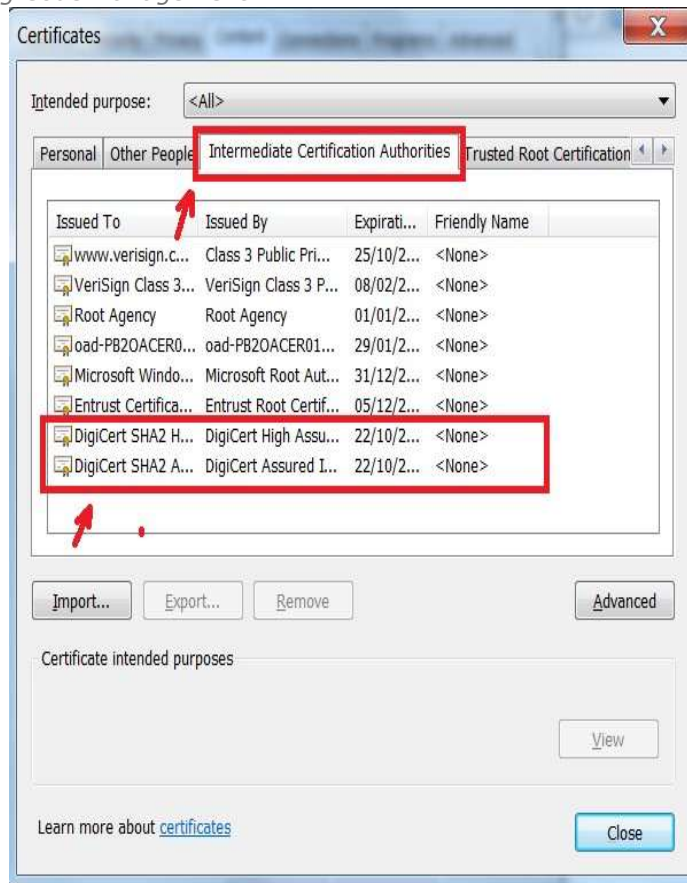 Certificates
X
Intended purpose: <All>
Personal Other People Intermediate Certification Authorities Trusted Root Certification
Issued To Issued By Expirati... Friendly Name
www.verisign.c... Class 3 Public Pri... 25/10/2... <None>
VeriSign Class 3... VeriSign Class 3 P... 08/02/2... <None>
Root Agency Root Agency 01/01/2... <None>
oad-PB2OACER0... oad-PB2OACER01... 29/01/2... <None>
Microsoft Windo... Microsoft Root Aut... 31/12/2... <None>
Entrust Certifica... Entrust Root Certif... 05/12/2... <None>
DigiCert SHA2 H... DigiCert High Assu... 22/10/2... <None>
DigiCert SHA2 A... DigiCert Assured I... 22/10/2... <None>
Import... Export... Remove Advanced
Certificate intended purposes
View
Learn more about certificates
Close